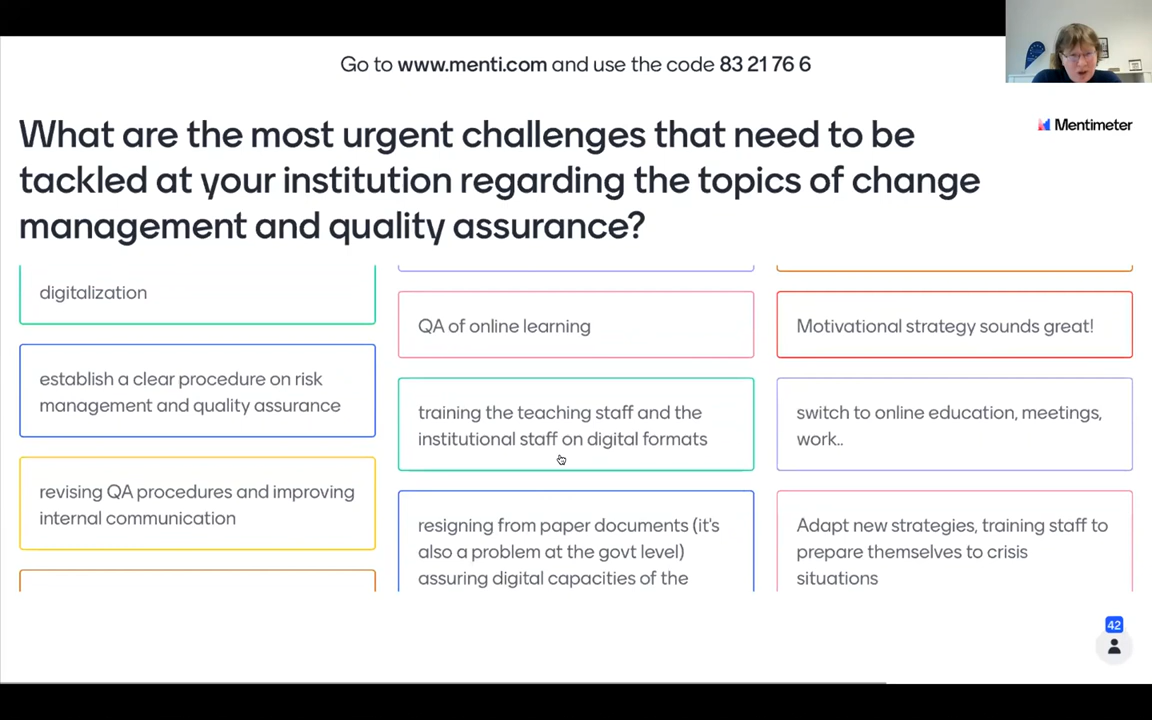 Go to www.menti.com and use the code 83 21 76 6
What are the most urgent challenges that need to be
tackled at your institution regarding the topics of change
management and quality assurance?
Mentimeter
digitalization
establish a clear procedure on risk
management and quality assurance
revising QA procedures and improving
internal communication
QA of online learning
training the teaching staff and the
institutional staff on digital formats
resigning from paper documents (it's
also a problem at the govt level)
assuring digital capacities of the
Motivational strategy sounds great!
switch to online education, meetings,
work..
Adapt new strategies, training staff to
prepare themselves to crisis
situations
42